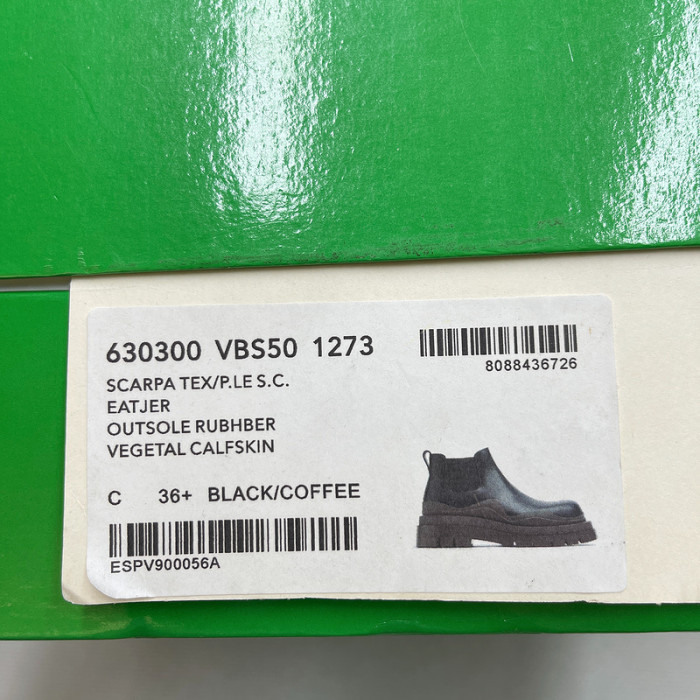 630300 VBS50 1273
8088436726
SCARPA TEX/P.LE S.C.
EATJER
OUTSOLE RUBHBER
VEGETAL CALFSKIN
C 36+ BLACK/COFFEE
ESPV900056A